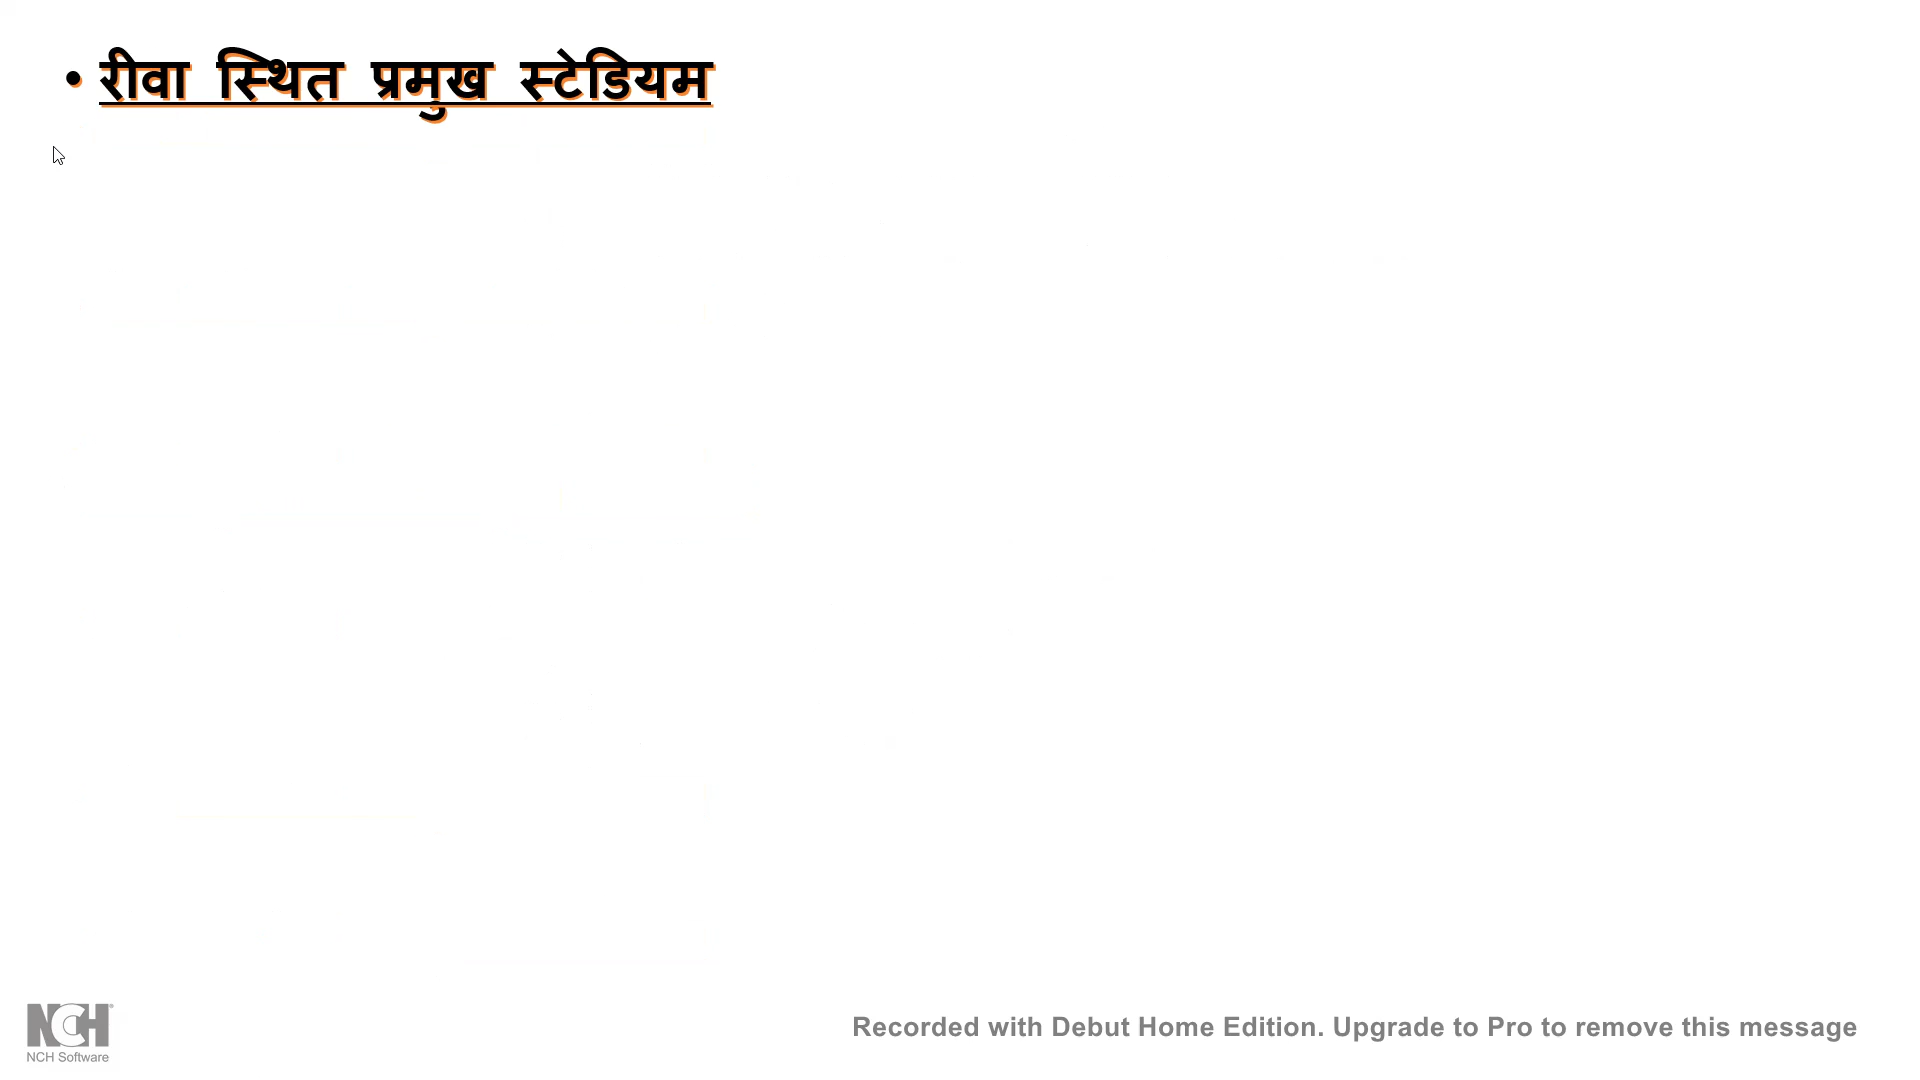 • रीवा स्थित प्रमुख स्टेडियम
NCH
NCH Software
Recorded with Debut Home Edition. Upgrade to Pro to remove this message